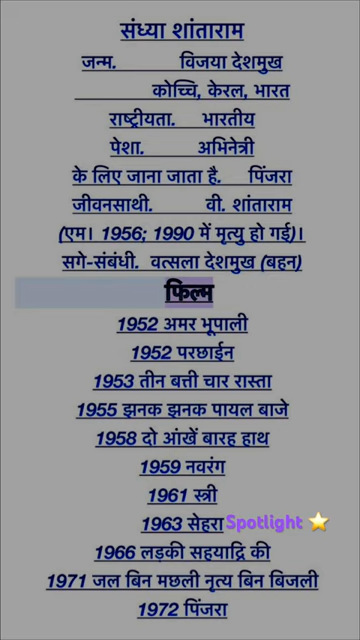 संध्या शांताराम
जन्म. विजया देशमुख
कोच्चि, केरल, भारत
राष्ट्रीयता. भारतीय
पेशा. अभिनेत्री
के लिए जाना जाता है. पिंजरा
जीवनसाथी. वी. शांताराम
(एम। 1956; 1990 में मृत्यु हो गई)।
सगे-संबंधी. वत्सला देशमुख (बहन)
फिल्म
1952 अमर भूपाली
1952 परछाईन
1953 तीन बत्ती चार रास्ता
1955 झनक झनक पायल बाजे
1958 दो आंखें बारह हाथ
1959 नवरंग
1961 स्त्री
1963 सेहरा Spotlight ⭐
1966 लड़की सहयाद्रि की
1971 जल बिन मछली नृत्य बिन बिजली
1972 पिंजरा